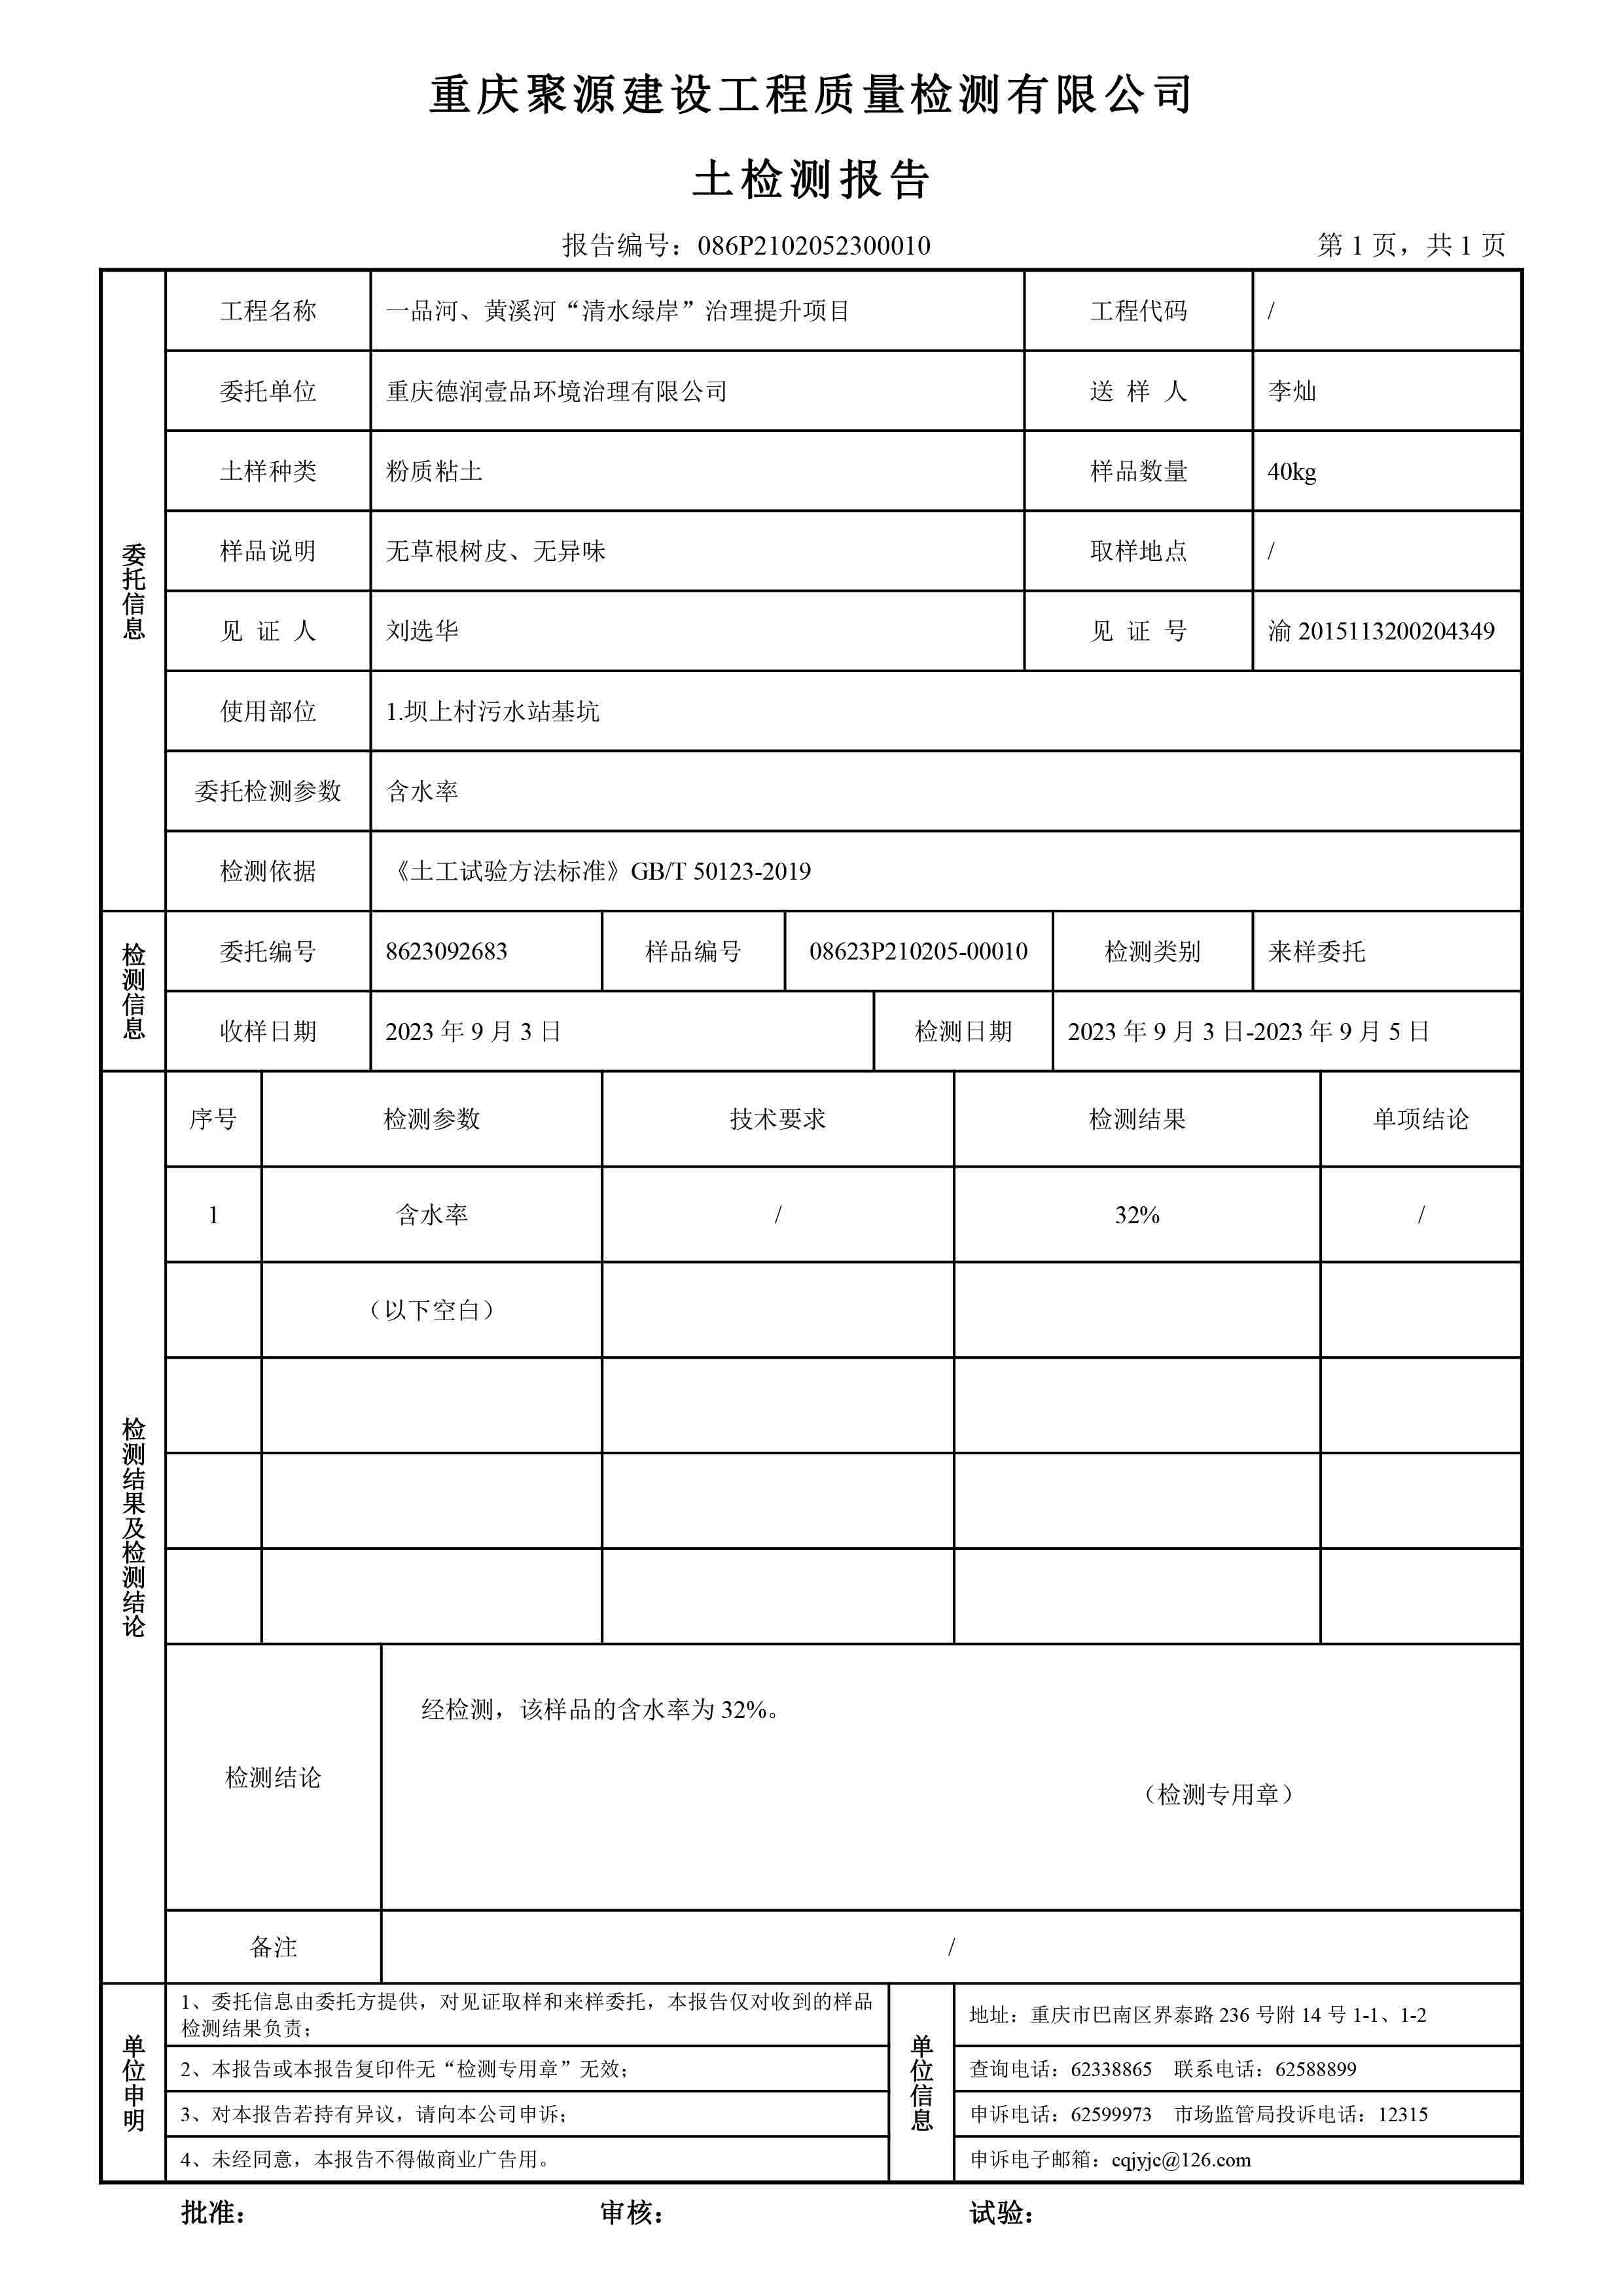 重庆聚源建设工程质量检测有限公司
土检测报告
报告编号：086P2102052300010 第 1 页，共 1 页
委托信息
工程名称 一品河、黄溪河“清水绿岸”治理提升项目 工程代码 /
委托单位 重庆德润壹品环境治理有限公司 送 样 人 李灿
土样种类 粉质粘土 样品数量 40kg
样品说明 无草根树皮、无异味 取样地点 /
见 证 人 刘选华 见 证 号 渝 2015113200204349
使用部位 1.坝上村污水站基坑
委托检测参数 含水率
检测依据 《土工试验方法标准》GB/T 50123-2019
检测信息
委托编号 8623092683 样品编号 08623P210205-00010 检测类别 来样委托
收样日期 2023 年 9 月 3 日 检测日期 2023 年 9 月 3 日-2023 年 9 月 5 日
检测结果及检测结论
序号 检测参数 技术要求 检测结果 单项结论
1 含水率 / 32% /
（以下空白）
检测结论 经检测，该样品的含水率为 32%。
（检测专用章）
备注 /
单位申明
1、委托信息由委托方提供，对见证取样和来样委托，本报告仅对收到的样品
检测结果负责；
2、本报告或本报告复印件无“检测专用章”无效；
3、对本报告若持有异议，请向本公司申诉；
4、未经同意，本报告不得做商业广告用。
单位信息
地址：重庆市巴南区界泰路 236 号附 14 号 1-1、1-2
查询电话：62338865 联系电话：62588899
申诉电话：62599973 市场监管局投诉电话：12315
申诉电子邮箱：cqjyjc@126.com
批准： 审核： 试验：